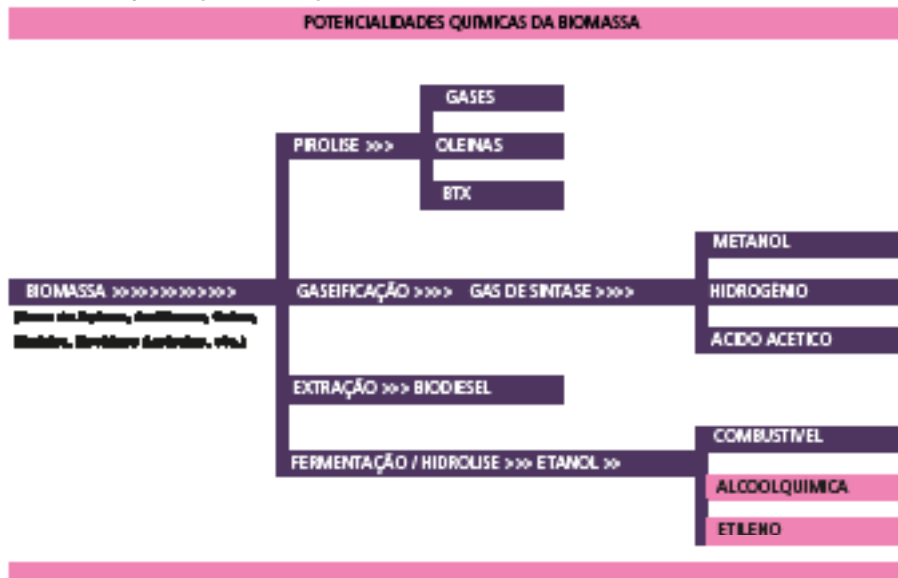 POTENCIALIDADES QUIMICAS DA BIOMASSA
GASES
PIROLISE >>> OLEINAS
BTX
METANOL
BIOMASSA >>>>>>>>>>>> GASEIFICAÇÃO >>>> GAS DE SINTASE >>>> HIDROGÊNIO
ACIDO ACETICO
EXTRAÇÃO >>> BIODIESEL
COMBUSTIVEL
FERMENTAÇÃO / HIDROLISE >>> ETANOL >>
ALCOOLQUIMICA
ETILENO